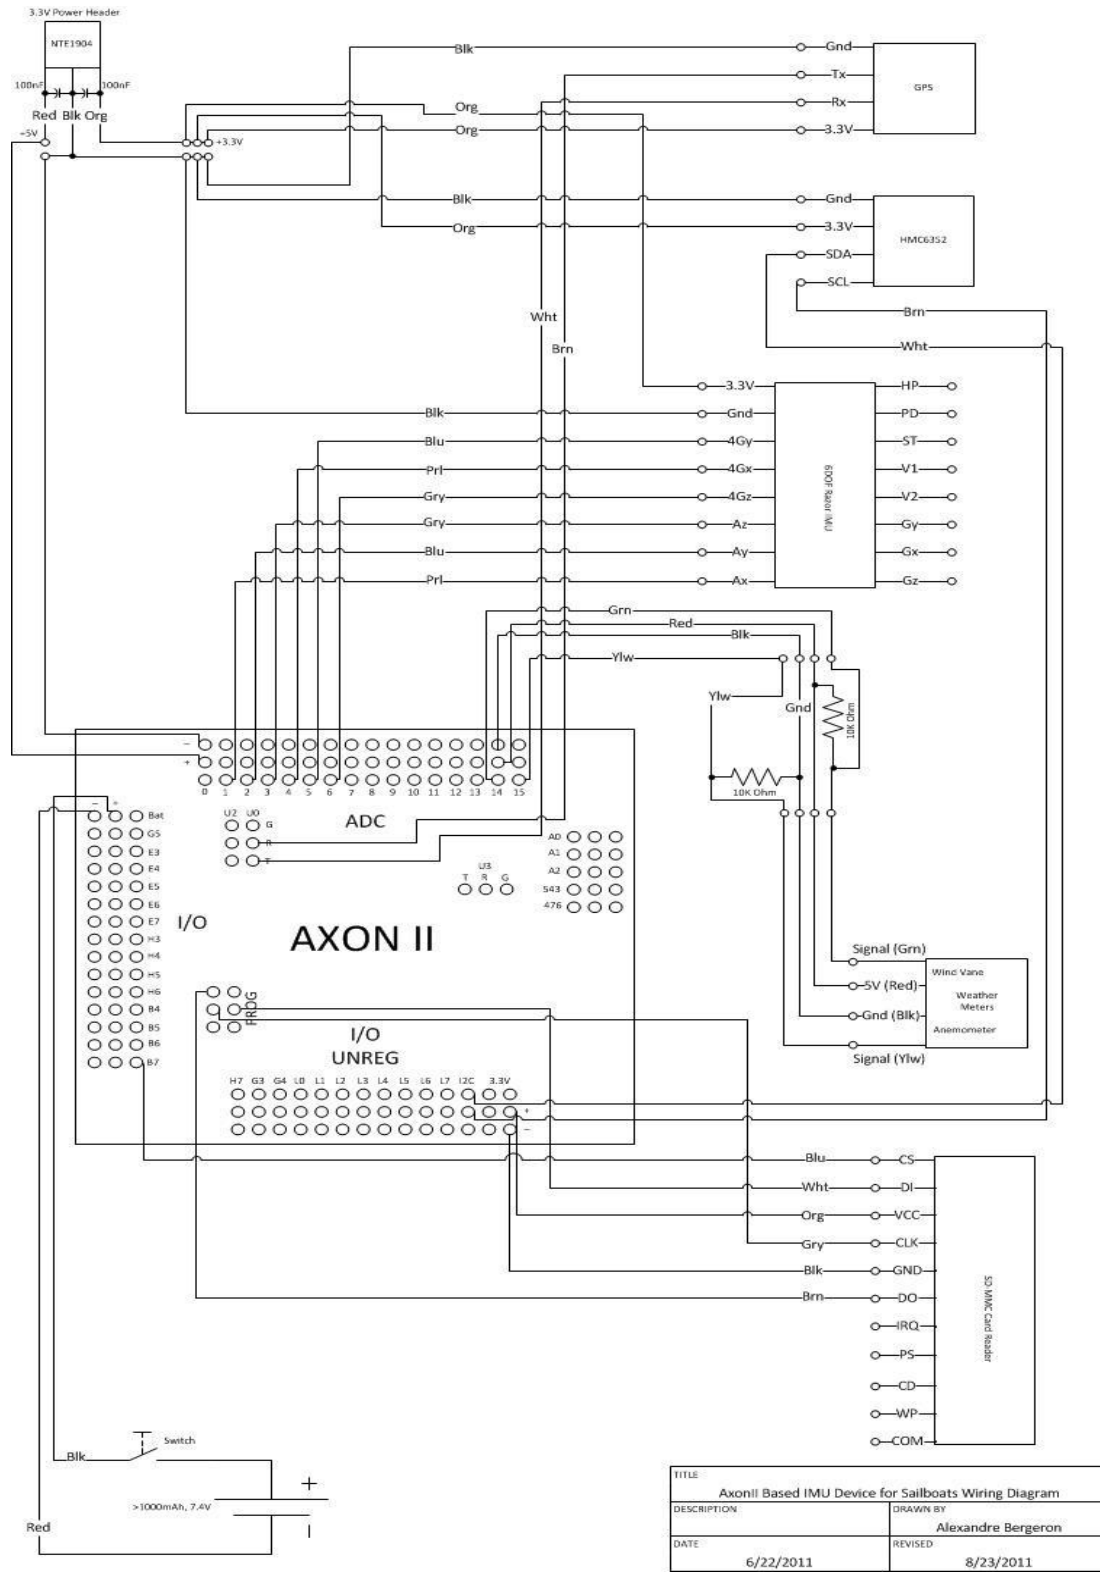 3.3V Power Header
NTE1904
100nF
100nF
Red Blk Org
+3.3V
Blk
Gnd
Tx
Rx
3.3V
GPS
Org
Org
Blk
Org
Gnd
3.3V
SDA
SCL
HMC6352
Brn
Wht
Wht
Brn
Blk
Blu
Prl
Gry
Gry
Blu
Prl
3.3V
Gnd
4Gy
4Gx
4Gz
Az
Ay
Ax
6DOF Razor IMU
HP
PD
ST
V1
V2
Gy
Gx
Gz
Grn
Red
Blk
Ylw
Ylw
Gnd
10K Ohm
10K Ohm
–
+
0 1 2 3 4 5 6 7 8 9 10 11 12 13 14 15
ADC
U2 U0
G
R
T
U3
T R G
A0
A1
A2
543
476
– +
Bat
G5
E3
E4
E5
E6
E7
H3
H4
H5
H6
B4
B5
B6
B7
I/O
AXON II
PROG
I/O
UNREG
H7 G3 G4 L0 L1 L2 L3 L4 L5 L6 L7 I2C 3.3V
+
–
Signal (Grn)
5V (Red)
Gnd (Blk)
Signal (Ylw)
Wind Vane
Weather
Meters
Anemometer
Blu
Wht
Org
Gry
Blk
Brn
CS
DI
VCC
CLK
GND
DO
IRQ
PS
CD
WP
COM
SD-MMC Card Reader
Switch
Blk
>1000mAh, 7.4V
+
–
Red
TITLE
AxonII Based IMU Device for Sailboats Wiring Diagram
DESCRIPTION
DRAWN BY
Alexandre Bergeron
DATE
6/22/2011
REVISED
8/23/2011